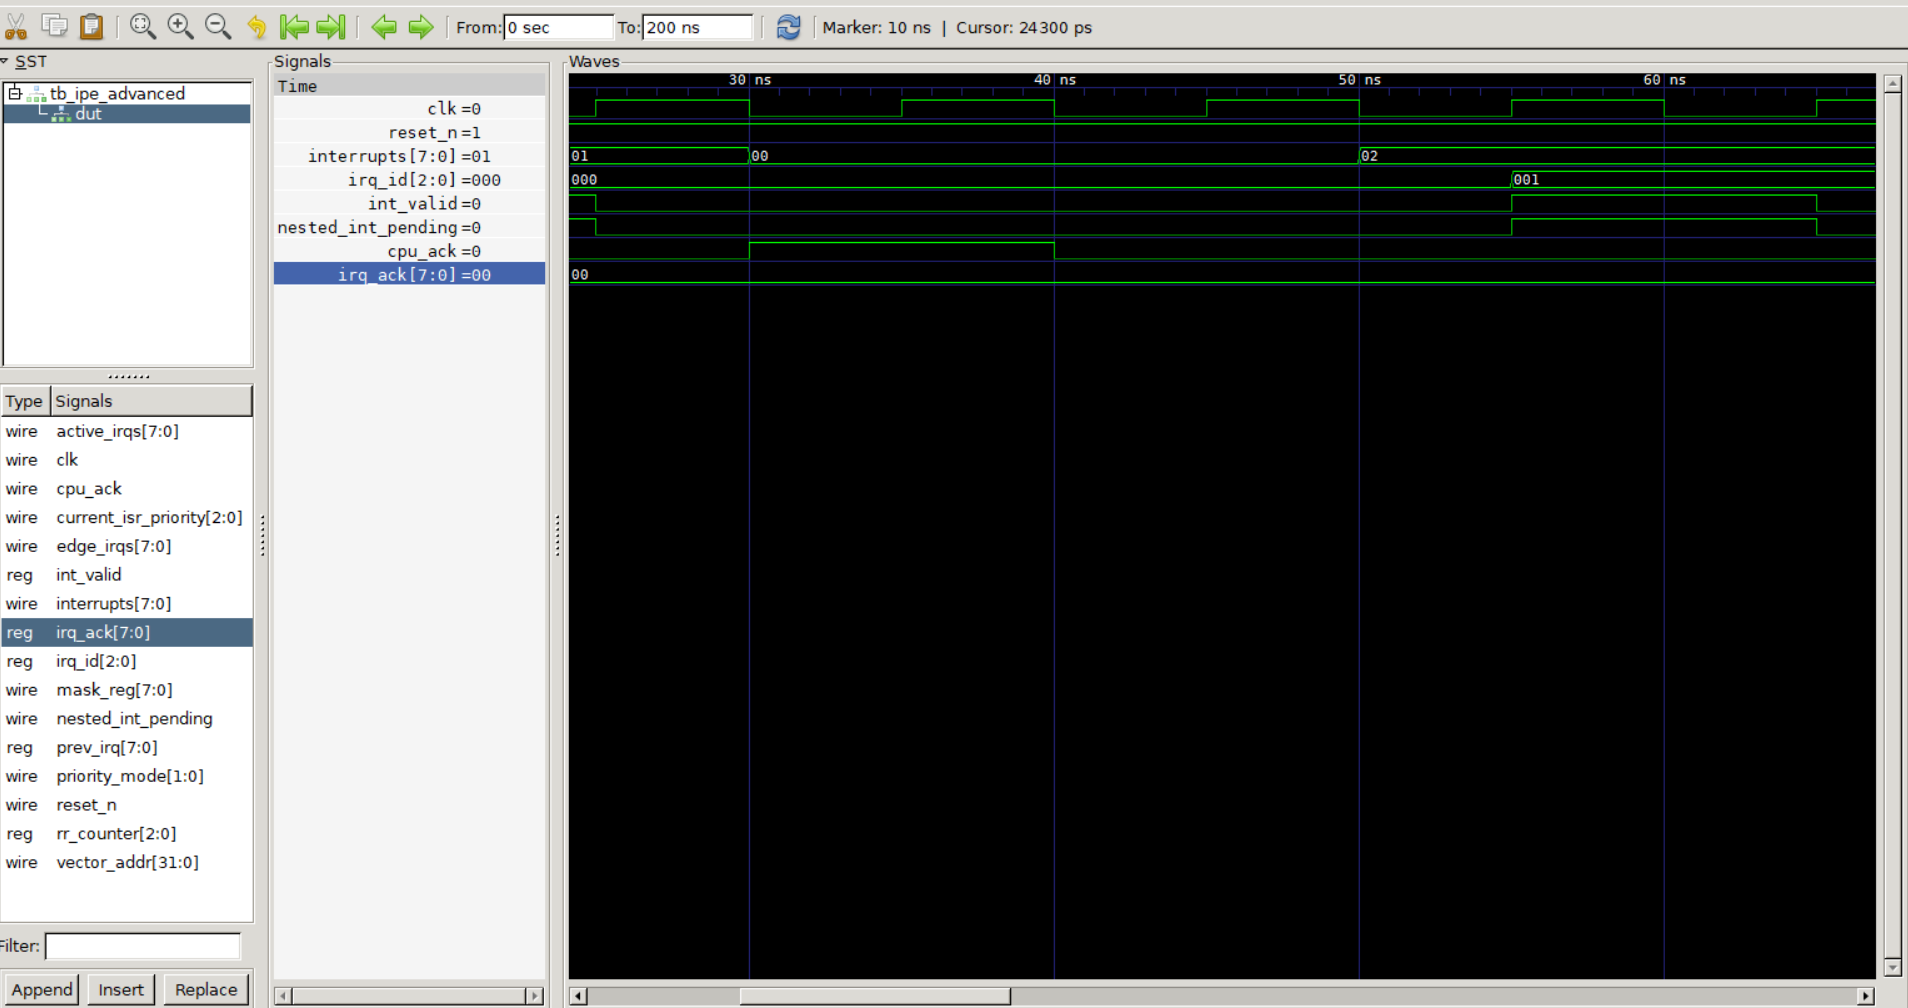 From: 0 sec To: 200 ns Marker: 10 ns | Cursor: 24300 ps
SST
tb_ipe_advanced
dut
Type Signals
wire active_irqs[7:0]
wire clk
wire cpu_ack
wire current_isr_priority[2:0]
wire edge_irqs[7:0]
reg int_valid
wire interrupts[7:0]
reg irq_ack[7:0]
reg irq_id[2:0]
wire mask_reg[7:0]
wire nested_int_pending
reg prev_irq[7:0]
wire priority_mode[1:0]
wire reset_n
reg rr_counter[2:0]
wire vector_addr[31:0]
Filter:
Append Insert Replace
Signals
Time
clk =0
reset_n =1
interrupts[7:0] =01
irq_id[2:0] =000
int_valid =0
nested_int_pending =0
cpu_ack =0
irq_ack[7:0] =00
Waves
30 ns 40 ns 50 ns 60 ns
01 00 02
000 001
00